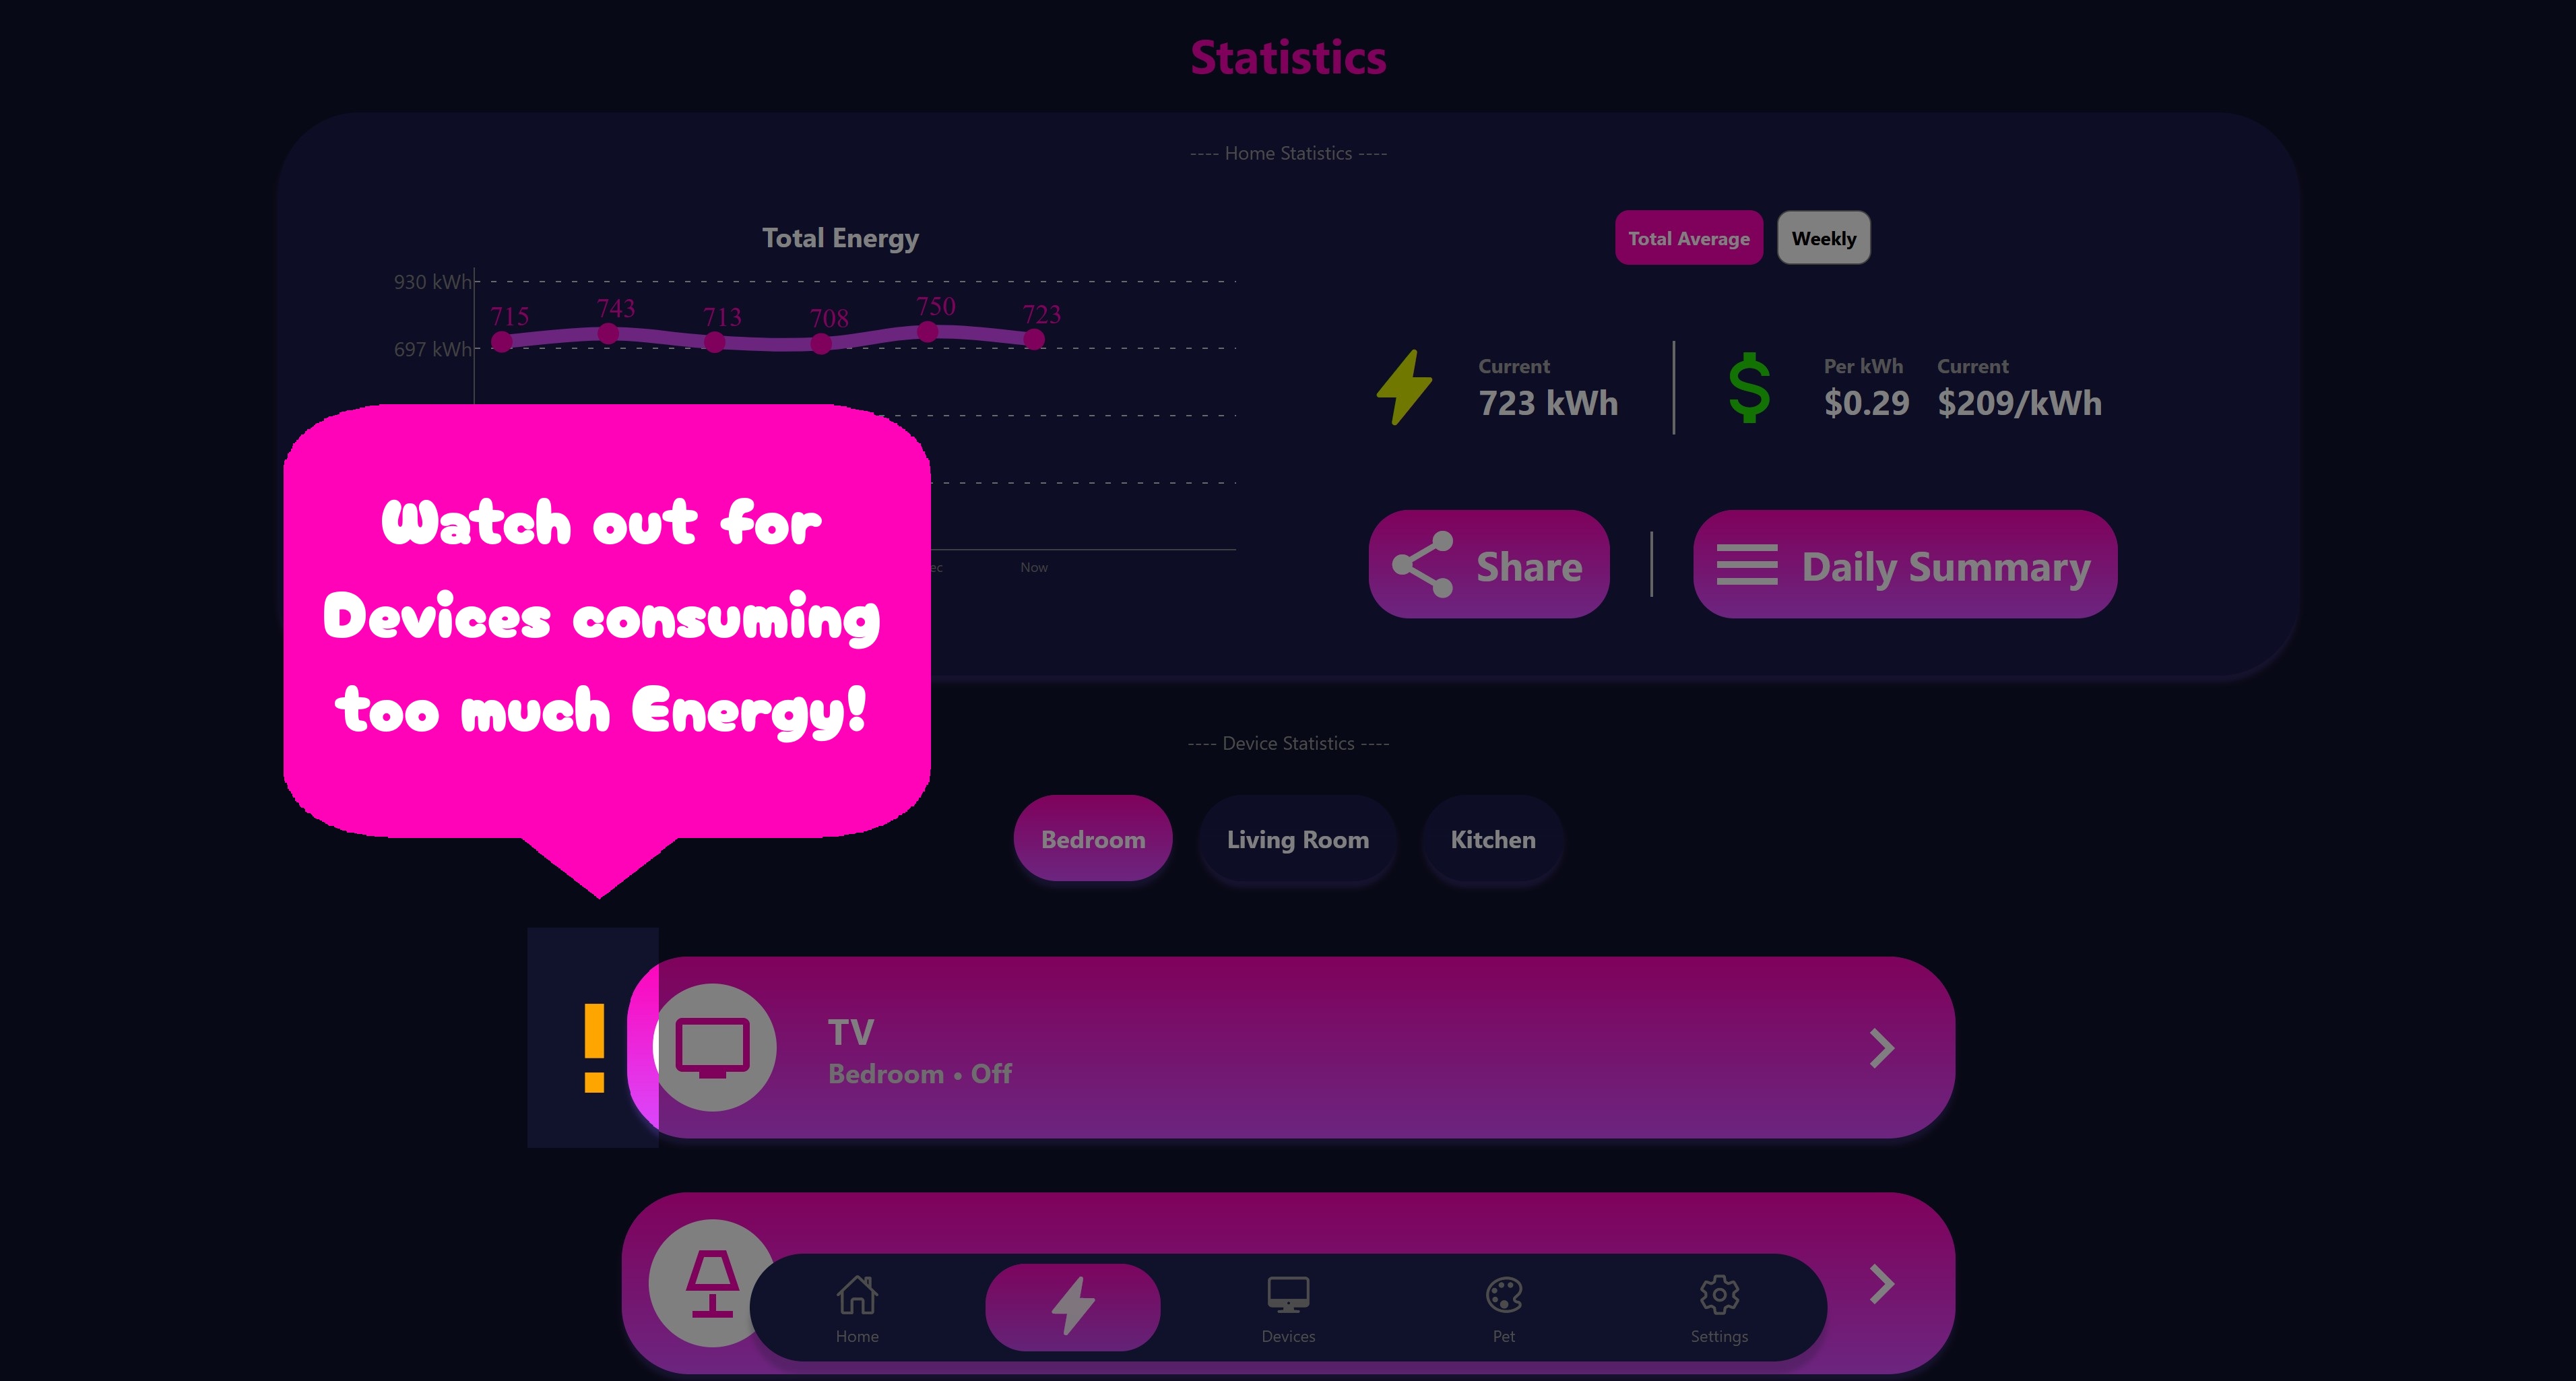 Statistics
---- Home Statistics ----
Total Energy
930 kWh
697 kWh
715
743
713
708
750
723
Now
Total Average
Weekly
Current
723 kWh
Per kWh
$0.29
Current
$209/kWh
Share
Daily Summary
Watch out for
Devices consuming
too much Energy!
---- Device Statistics ----
Bedroom
Living Room
Kitchen
!
TV
Bedroom • Off
Home
Devices
Pet
Settings